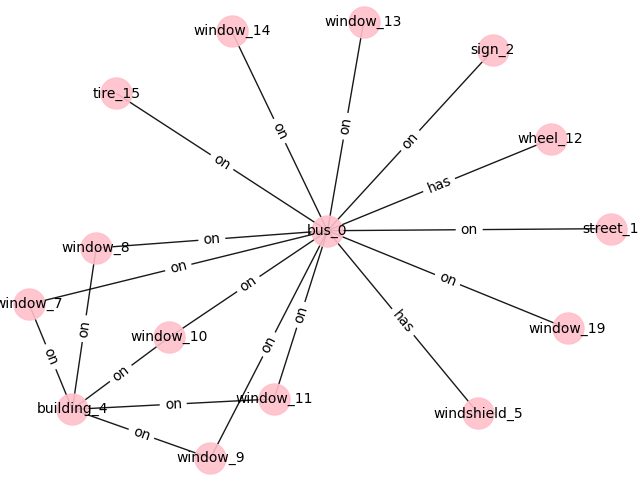 window_13
window_14
sign_2
tire_15
on
on
wheel_12
on
on
has
street_1
bus_0
on
on
window_8
on
on
on
window_7
on
has
window_19
on
on
window_10
on
on
on
window_11
on
building_4
windshield_5
on
window_9